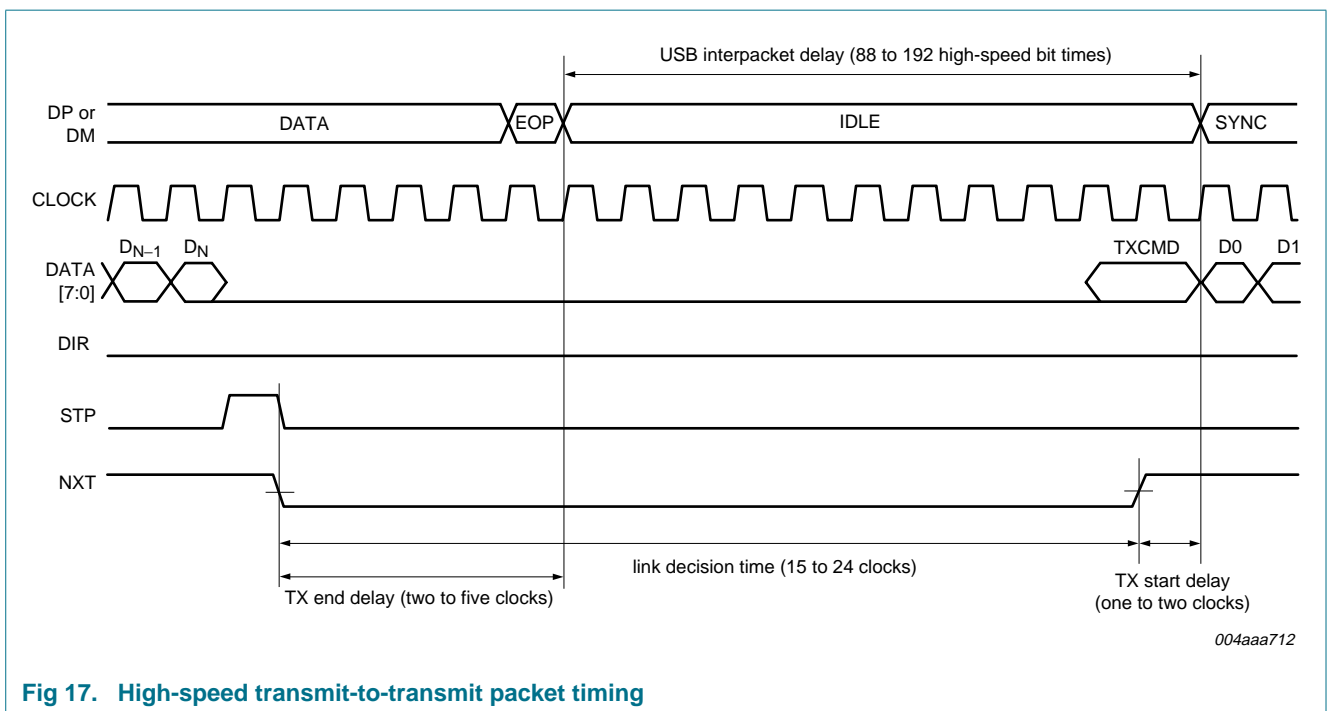 USB interpacket delay (88 to 192 high-speed bit times)
DP or
DM
DATA
EOP
IDLE
SYNC
CLOCK
DN–1
DN
TXCMD
D0
D1
DATA
[7:0]
DIR
STP
NXT
link decision time (15 to 24 clocks)
TX end delay (two to five clocks)
TX start delay
(one to two clocks)
004aaa712
Fig 17. High-speed transmit-to-transmit packet timing